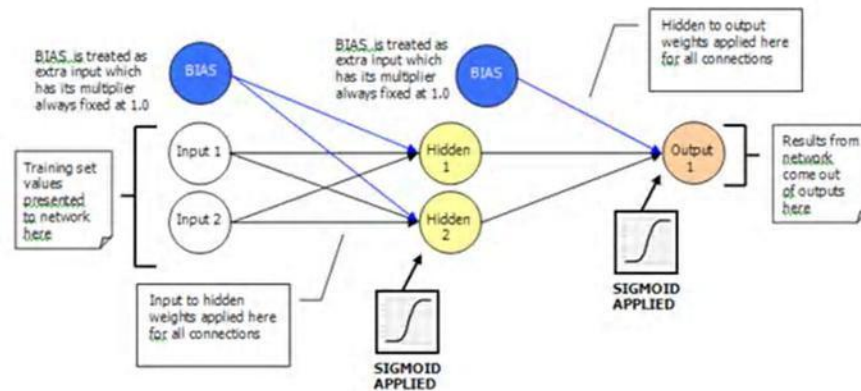 BIAS is treated as
extra input which
has its multiplier
always fixed at 1.0
BIAS
BIAS is treated as
extra input which
has its multiplier
always fixed at 1.0
BIAS
Hidden to output
weights applied here
for all connections
Training set
values
presented
to network
here
Input 1
Input 2
Hidden
1
Hidden
2
Output
1
Results from
network
come out
of outputs
here
Input to hidden
weights applied here
for all connections
SIGMOID
APPLIED
SIGMOID
APPLIED